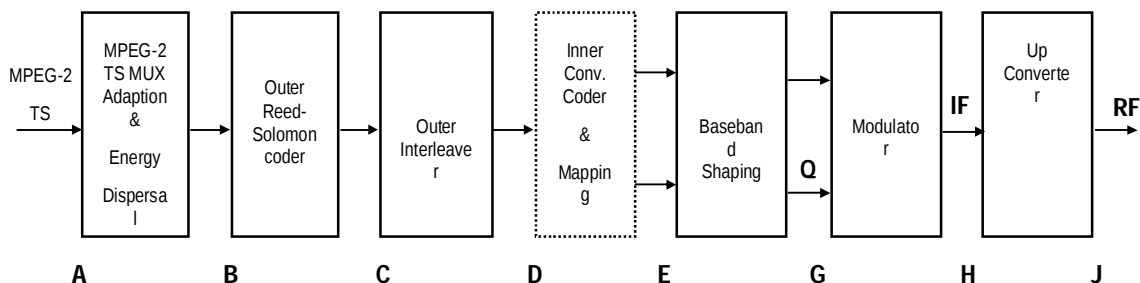 MPEG-2
TS
MPEG-2
TS MUX
Adaption
&
Energy
Dispersa
l
Outer
Reed-
Solomon
coder
Outer
Interleave
r
Inner
Conv.
Coder
&
Mappin
g
Baseban
d
Shaping
Q
Modulato
r
IF
Up
Converte
r
RF
A B C D E G H J